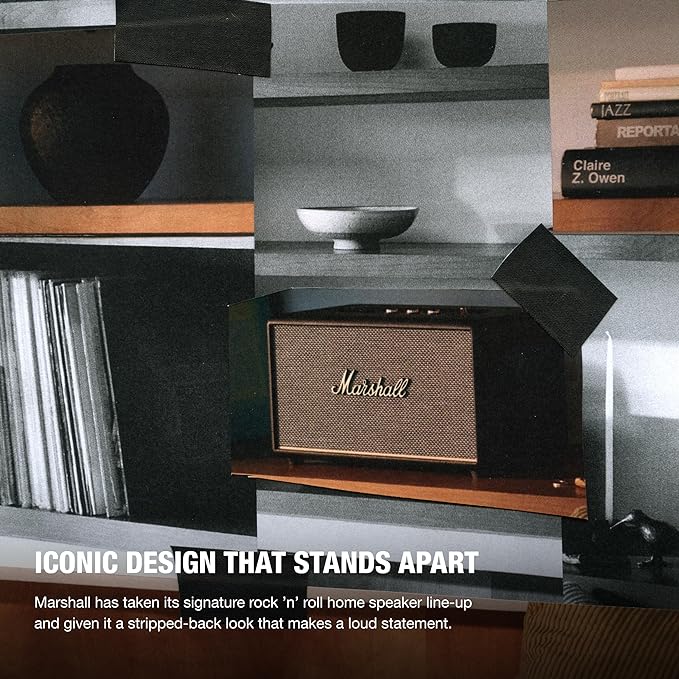 JAZZ
REPORTA
Claire
Z. Owen
Marshall
ICONIC DESIGN THAT STANDS APART
Marshall has taken its signature rock ’n’ roll home speaker line-up
and given it a stripped-back look that makes a loud statement.